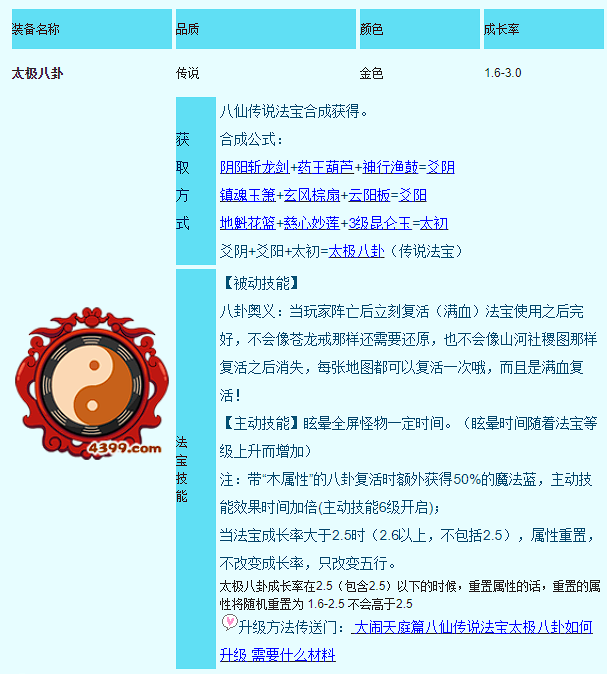 装备名称 品质 颜色 成长率
太极八卦 传说 金色 1.6-3.0
获取方式
八仙传说法宝合成获得。
合成公式：
阴阳斩龙剑+药王葫芦+神行渔鼓=爻阴
镇魂玉箫+玄风棕扇+云阳板=爻阳
地斛花篮+慈心妙莲+3级昆仑玉=太初
爻阴+爻阳+太初=太极八卦（传说法宝）
4399.com
法宝技能
【被动技能】
八卦奥义：当玩家阵亡后立刻复活（满血）法宝使用之后完
好，不会像苍龙戒那样还需要还原，也不会像山河社稷图那样
复活之后消失，每张地图都可以复活一次哦，而且是满血复
活！
【主动技能】眩晕全屏怪物一定时间。（眩晕时间随着法宝等
级上升而增加）
注：带“木属性”的八卦复活时额外获得50%的魔法蓝，主动技
能效果时间加倍(主动技能6级开启)；
当法宝成长率大于2.5时（2.6以上，不包括2.5），属性重置，
不改变成长率，只改变五行。
太极八卦成长率在2.5（包含2.5）以下的时候，重置属性的话，重置的属
性将随机重置为 1.6-2.5 不会高于2.5
升级方法传送门： 大闹天庭篇八仙传说法宝太极八卦如何
升级 需要什么材料